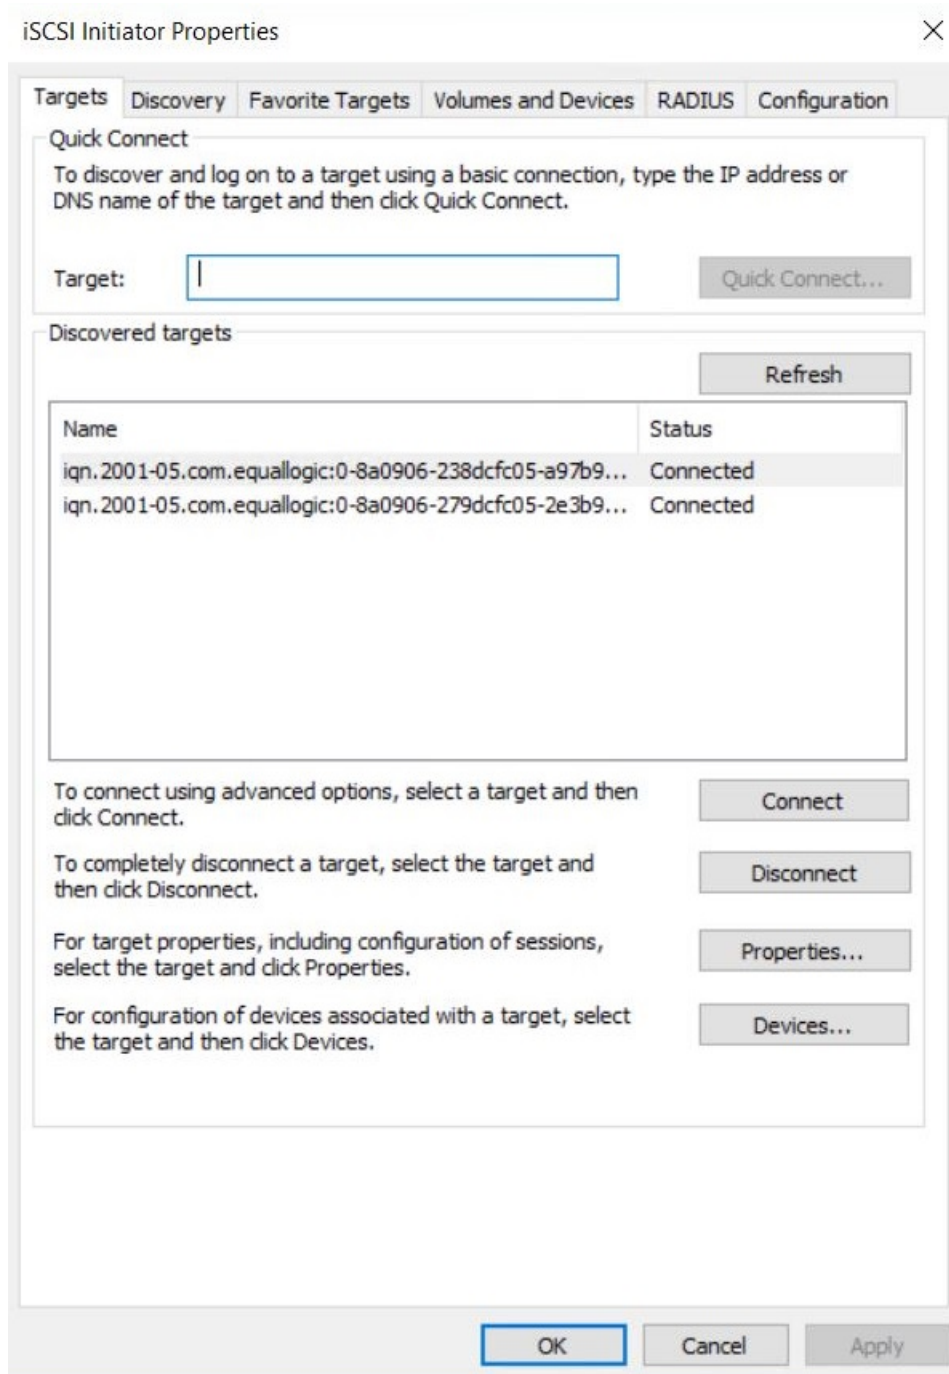 iSCSI Initiator Properties
Targets Discovery Favorite Targets Volumes and Devices RADIUS Configuration
Quick Connect
To discover and log on to a target using a basic connection, type the IP address or
DNS name of the target and then click Quick Connect.
Target:
Quick Connect...
Discovered targets
Refresh
Name Status
iqn.2001-05.com.equallogic:0-8a0906-238dcfc05-a97b9... Connected
iqn.2001-05.com.equallogic:0-8a0906-279dcfc05-2e3b9... Connected
To connect using advanced options, select a target and then
click Connect.
Connect
To completely disconnect a target, select the target and
then click Disconnect.
Disconnect
For target properties, including configuration of sessions,
select the target and click Properties.
Properties...
For configuration of devices associated with a target, select
the target and then click Devices.
Devices...
OK Cancel Apply